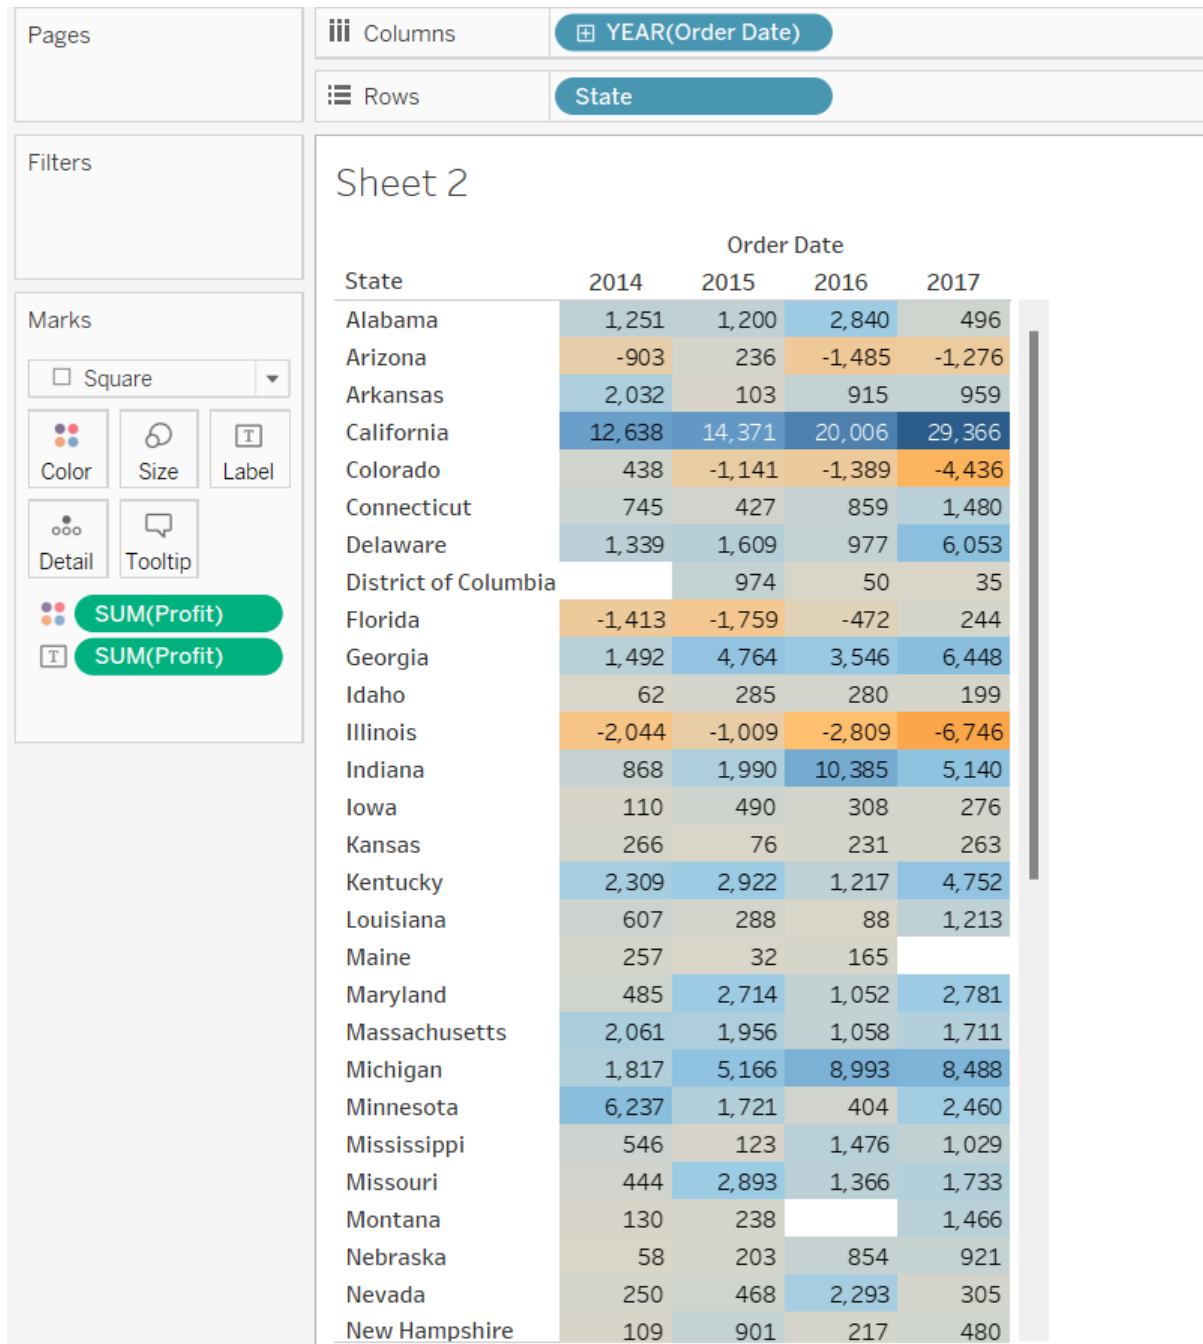 Pages
Columns
YEAR(Order Date)
Rows
State
Filters
Sheet 2
Order Date
State 2014 2015 2016 2017
Marks
Square
Color Size T Label
Detail Tooltip
SUM(Profit)
T SUM(Profit)
Alabama 1,251 1,200 2,840 496
Arizona -903 236 -1,485 -1,276
Arkansas 2,032 103 915 959
California 12,638 14,371 20,006 29,366
Colorado 438 -1,141 -1,389 -4,436
Connecticut 745 427 859 1,480
Delaware 1,339 1,609 977 6,053
District of Columbia 974 50 35
Florida -1,413 -1,759 -472 244
Georgia 1,492 4,764 3,546 6,448
Idaho 62 285 280 199
Illinois -2,044 -1,009 -2,809 -6,746
Indiana 868 1,990 10,385 5,140
Iowa 110 490 308 276
Kansas 266 76 231 263
Kentucky 2,309 2,922 1,217 4,752
Louisiana 607 288 88 1,213
Maine 257 32 165
Maryland 485 2,714 1,052 2,781
Massachusetts 2,061 1,956 1,058 1,711
Michigan 1,817 5,166 8,993 8,488
Minnesota 6,237 1,721 404 2,460
Mississippi 546 123 1,476 1,029
Missouri 444 2,893 1,366 1,733
Montana 130 238 1,466
Nebraska 58 203 854 921
Nevada 250 468 2,293 305
New Hampshire 109 901 217 480